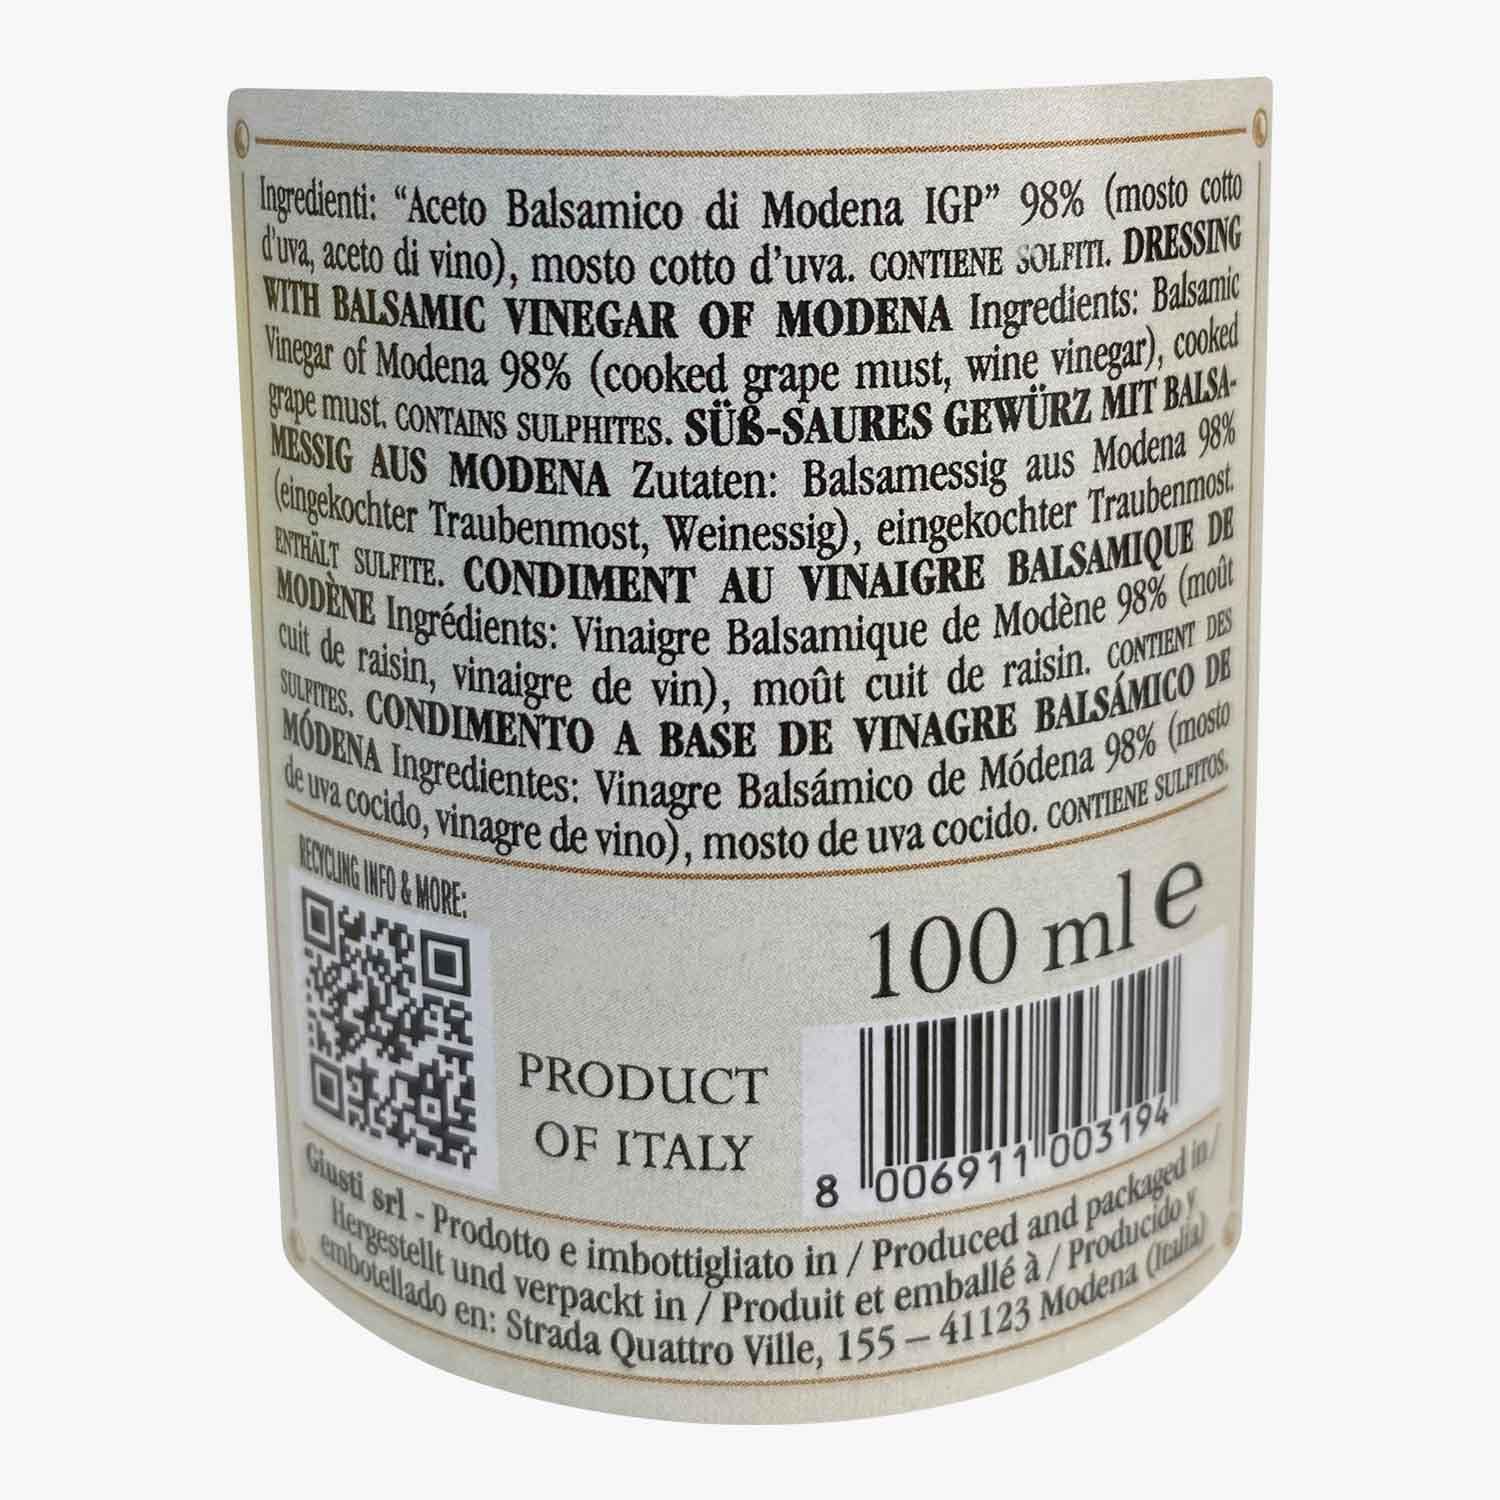 Ingredienti: “Aceto Balsamico di Modena IGP” 98% (mosto cotto
d’uva, aceto di vino), mosto cotto d’uva. CONTIENE SOLFITI. DRESSING
WITH BALSAMIC VINEGAR OF MODENA Ingredients: Balsamic
Vinegar of Modena 98% (cooked grape must, wine vinegar), cooked
grape must. CONTAINS SULPHITES. SÜß-SAURES GEWÜRZ MIT BALSA-
MESSIG AUS MODENA Zutaten: Balsamessig aus Modena 98%
(eingekochter Traubenmost, Weinessig), eingekochter Traubenmost.
ENTHÄLT SULFITE. CONDIMENT AU VINAIGRE BALSAMIQUE DE
MODÈNE Ingrédients: Vinaigre Balsamique de Modène 98% (moût
cuit de raisin, vinaigre de vin), moût cuit de raisin. CONTIENT DES
SULFITES. CONDIMENTO A BASE DE VINAGRE BALSÁMICO DE
MÓDENA Ingredientes: Vinagre Balsámico de Módena 98% (mosto
de uva cocido, vinagre de vino), mosto de uva cocido. CONTIENE SULFITOS.
RECYCLING INFO & MORE:
100 ml e
PRODUCT
OF ITALY
8 006911 003194
Giusti srl - Prodotto e imbottigliato in / Produced and packaged in /
Hergestellt und verpackt in / Produit et emballé à / Producido y
embotellado en: Strada Quattro Ville, 155 – 41123 Modena (Italia)